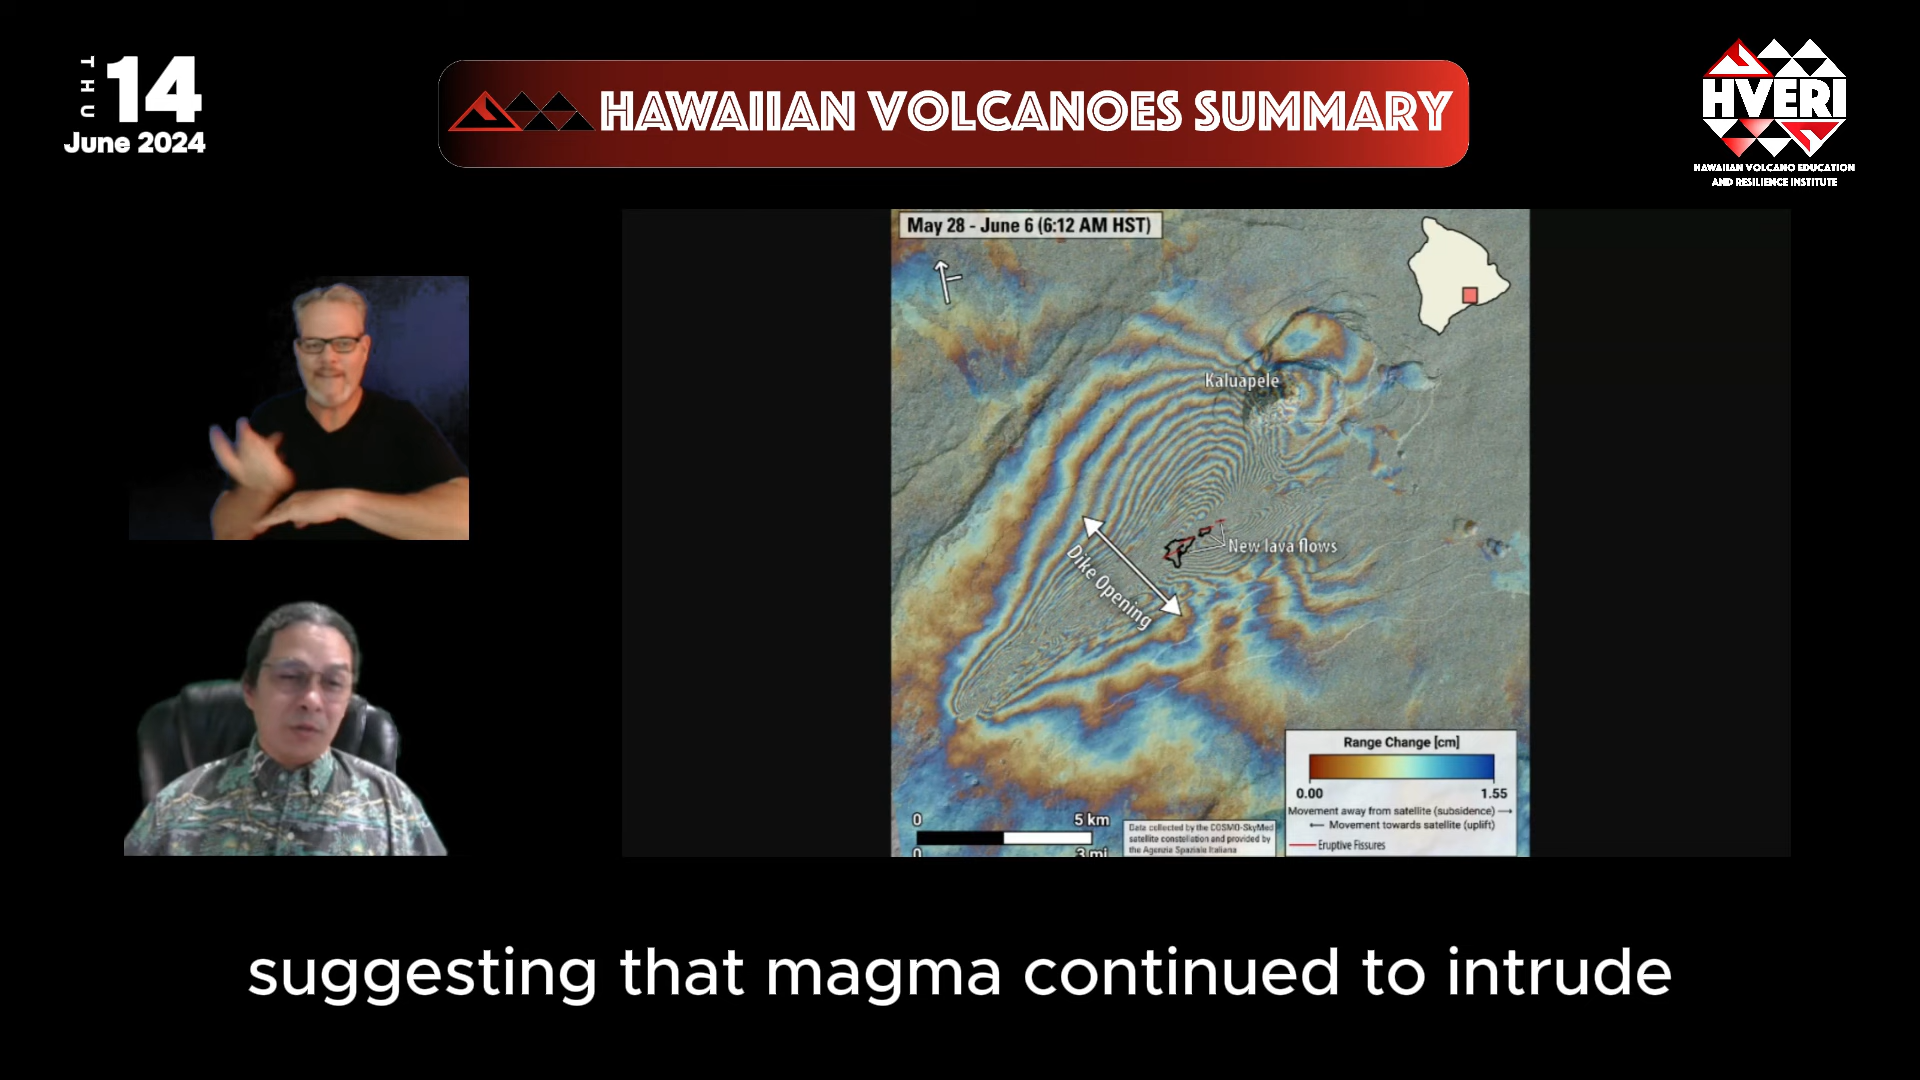 THU
14
June 2024
HAWAIIAN VOLCANOES SUMMARY
HVERI
HAWAIIAN VOLCANO EDUCATION
AND RESILIENCE INSTITUTE
May 28 - June 6 (6:12 AM HST)
Kaluapele
New lava flows
Dike Opening
Range Change [cm]
0.00 1.55
Movement away from satellite (subsidence) →
← Movement towards satellite (uplift)
Eruptive Fissures
0 5 km
0 3 mi
Data collected by the COSMO-SkyMed
satellite constellation and provided by
the Agenzia Spaziale Italiana
suggesting that magma continued to intrude